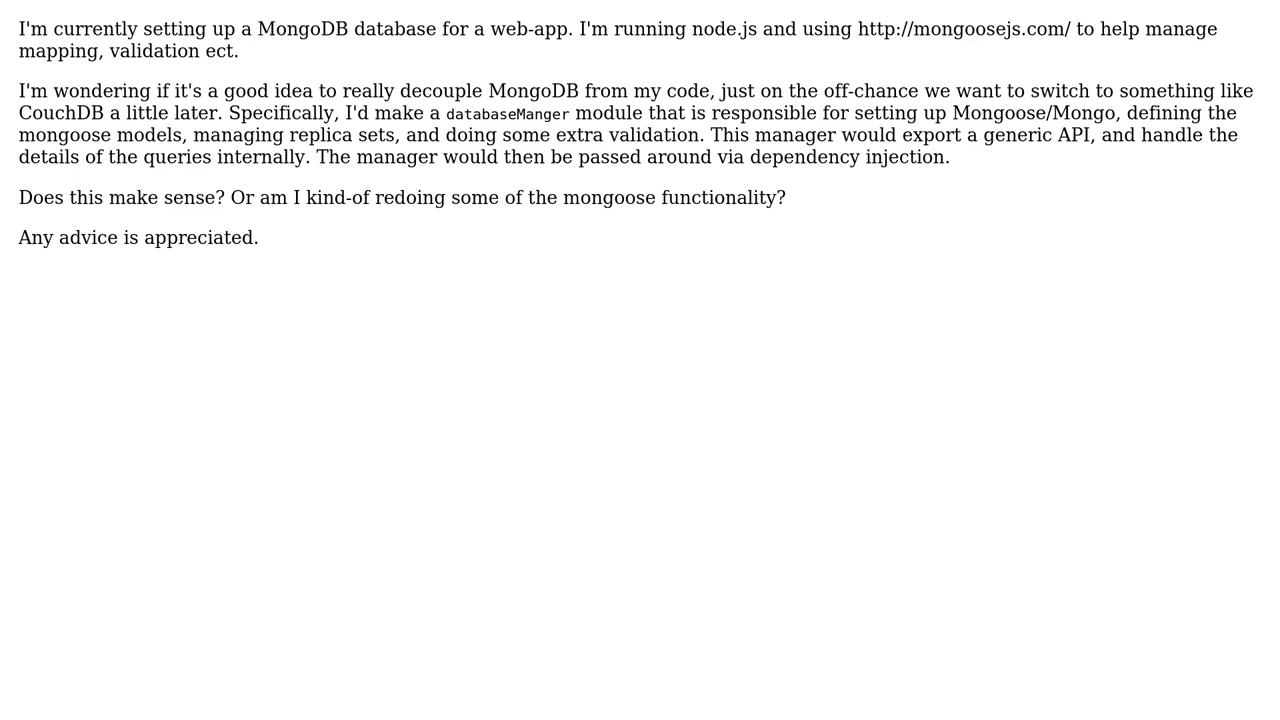 I'm currently setting up a MongoDB database for a web-app. I'm running node.js and using http://mongoosejs.com/ to help manage
mapping, validation ect.
I'm wondering if it's a good idea to really decouple MongoDB from my code, just on the off-chance we want to switch to something like
CouchDB a little later. Specifically, I'd make a databaseManger module that is responsible for setting up Mongoose/Mongo, defining the
mongoose models, managing replica sets, and doing some extra validation. This manager would export a generic API, and handle the
details of the queries internally. The manager would then be passed around via dependency injection.
Does this make sense? Or am I kind-of redoing some of the mongoose functionality?
Any advice is appreciated.